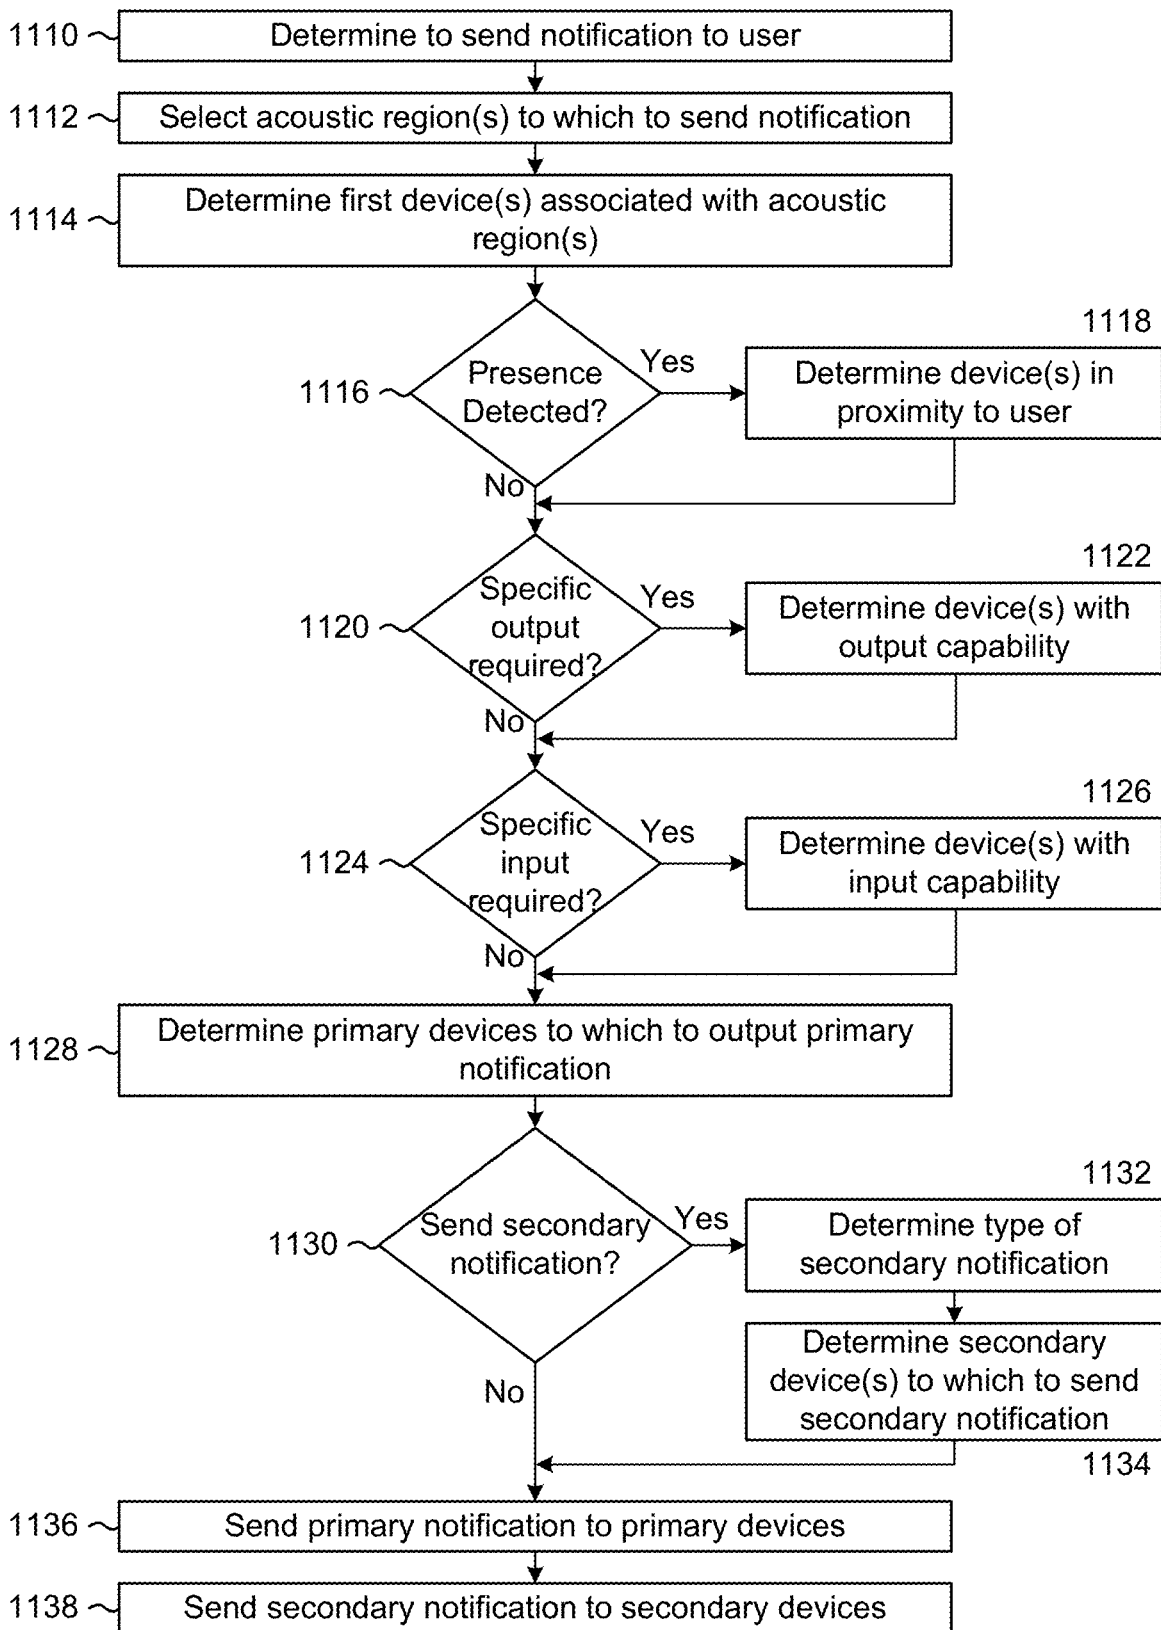 1110
Determine to send notification to user
1112
Select acoustic region(s) to which to send notification
1114
Determine first device(s) associated with acoustic
region(s)
1116
Presence
Detected?
Yes
No
1118
Determine device(s) in
proximity to user
1120
Specific
output
required?
Yes
No
1122
Determine device(s) with
output capability
1124
Specific
input
required?
Yes
No
1126
Determine device(s) with
input capability
1128
Determine primary devices to which to output primary
notification
1130
Send secondary
notification?
Yes
No
1132
Determine type of
secondary notification
Determine secondary
device(s) to which to send
secondary notification
1134
1136
Send primary notification to primary devices
1138
Send secondary notification to secondary devices